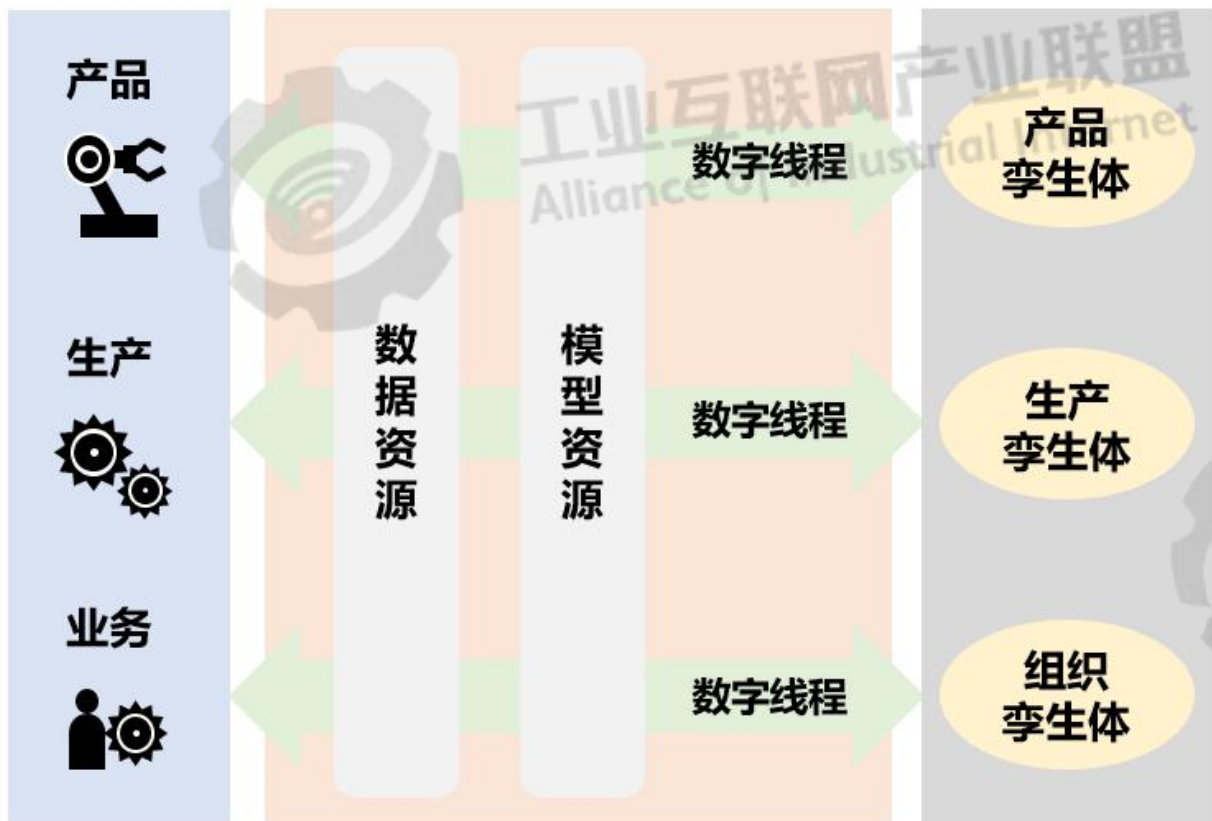 产品
工业互联网产业联盟
Alliance of Industrial Internet
数字线程
产品
孪生体
生产
数据资源
模型资源
数字线程
生产
孪生体
业务
数字线程
组织
孪生体